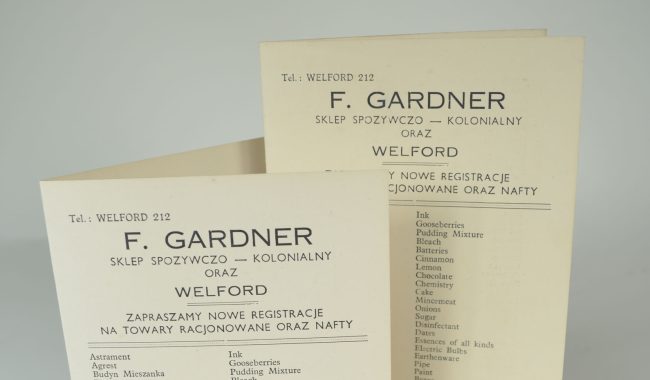 Tel.: WELFORD 212
F. GARDNER
SKLEP SPOZYWCZO — KOLONIALNY
ORAZ
WELFORD
ZAPRASZAMY NOWE REGISTRACJE
NA TOWARY RACJONOWANE ORAZ NAFTY
Astrament
Agrest
Budyn Mieszanka
Ink
Gooseberries
Pudding Mixture
Bleach
Tel.: WELFORD 212
F. GARDNER
SKLEP SPOZYWCZO — KOLONIALNY
ORAZ
WELFORD
NOWE REGISTRACJE
ORAZ NAFTY
Ink
Gooseberries
Pudding Mixture
Bleach
Batteries
Cinnamon
Lemon
Chocolate
Chemistry
Cake
Mincemeat
Onions
Sugar
Disinfectant
Dates
Essences of all kinds
Electric Bulbs
Earthenware
Pipe
Paint